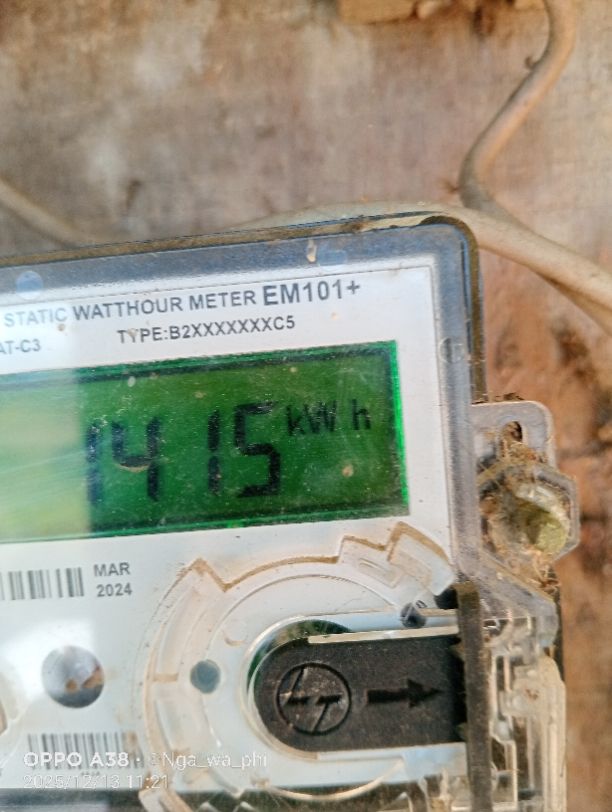 STATIC WATTHOUR METER EM101+
AT-C3
TYPE:B2XXXXXXXC5
1415 kWh
MAR
2024
LT
OPPO A38 · @Nga_wa_phi
2025/12/13 11:21